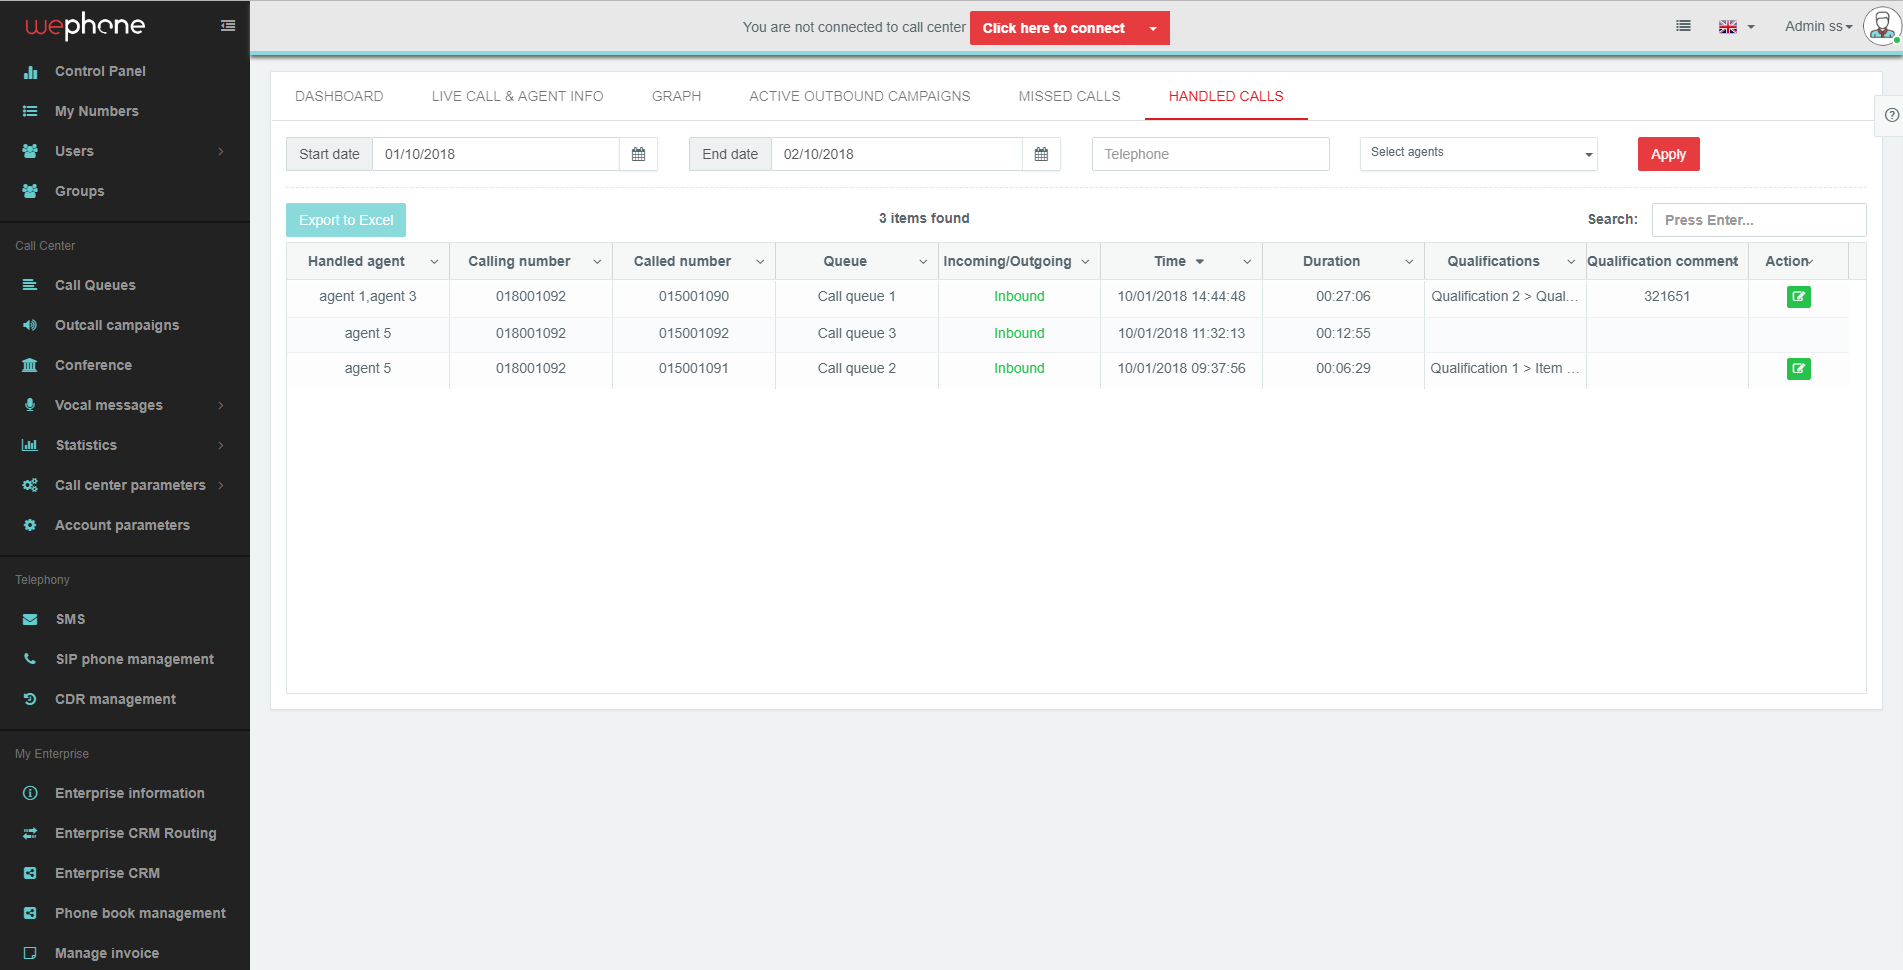 wephone
You are not connected to call center Click here to connect
Admin ss
Control Panel
My Numbers
Users
Groups
Call Center
Call Queues
Outcall campaigns
Conference
Vocal messages
Statistics
Call center parameters
Account parameters
Telephony
SMS
SIP phone management
CDR management
My Enterprise
Enterprise information
Enterprise CRM Routing
Enterprise CRM
Phone book management
Manage invoice
DASHBOARD LIVE CALL & AGENT INFO GRAPH ACTIVE OUTBOUND CAMPAIGNS MISSED CALLS HANDLED CALLS
Start date 01/10/2018 End date 02/10/2018 Telephone Select agents Apply
Export to Excel 3 items found Search: Press Enter...
Handled agent Calling number Called number Queue Incoming/Outgoing Time Duration Qualifications Qualification comment Action
agent 1,agent 3 018001092 015001090 Call queue 1 Inbound 10/01/2018 14:44:48 00:27:06 Qualification 2 > Qual... 321651
agent 5 018001092 015001092 Call queue 3 Inbound 10/01/2018 11:32:13 00:12:55
agent 5 018001092 015001091 Call queue 2 Inbound 10/01/2018 09:37:56 00:06:29 Qualification 1 > Item ...